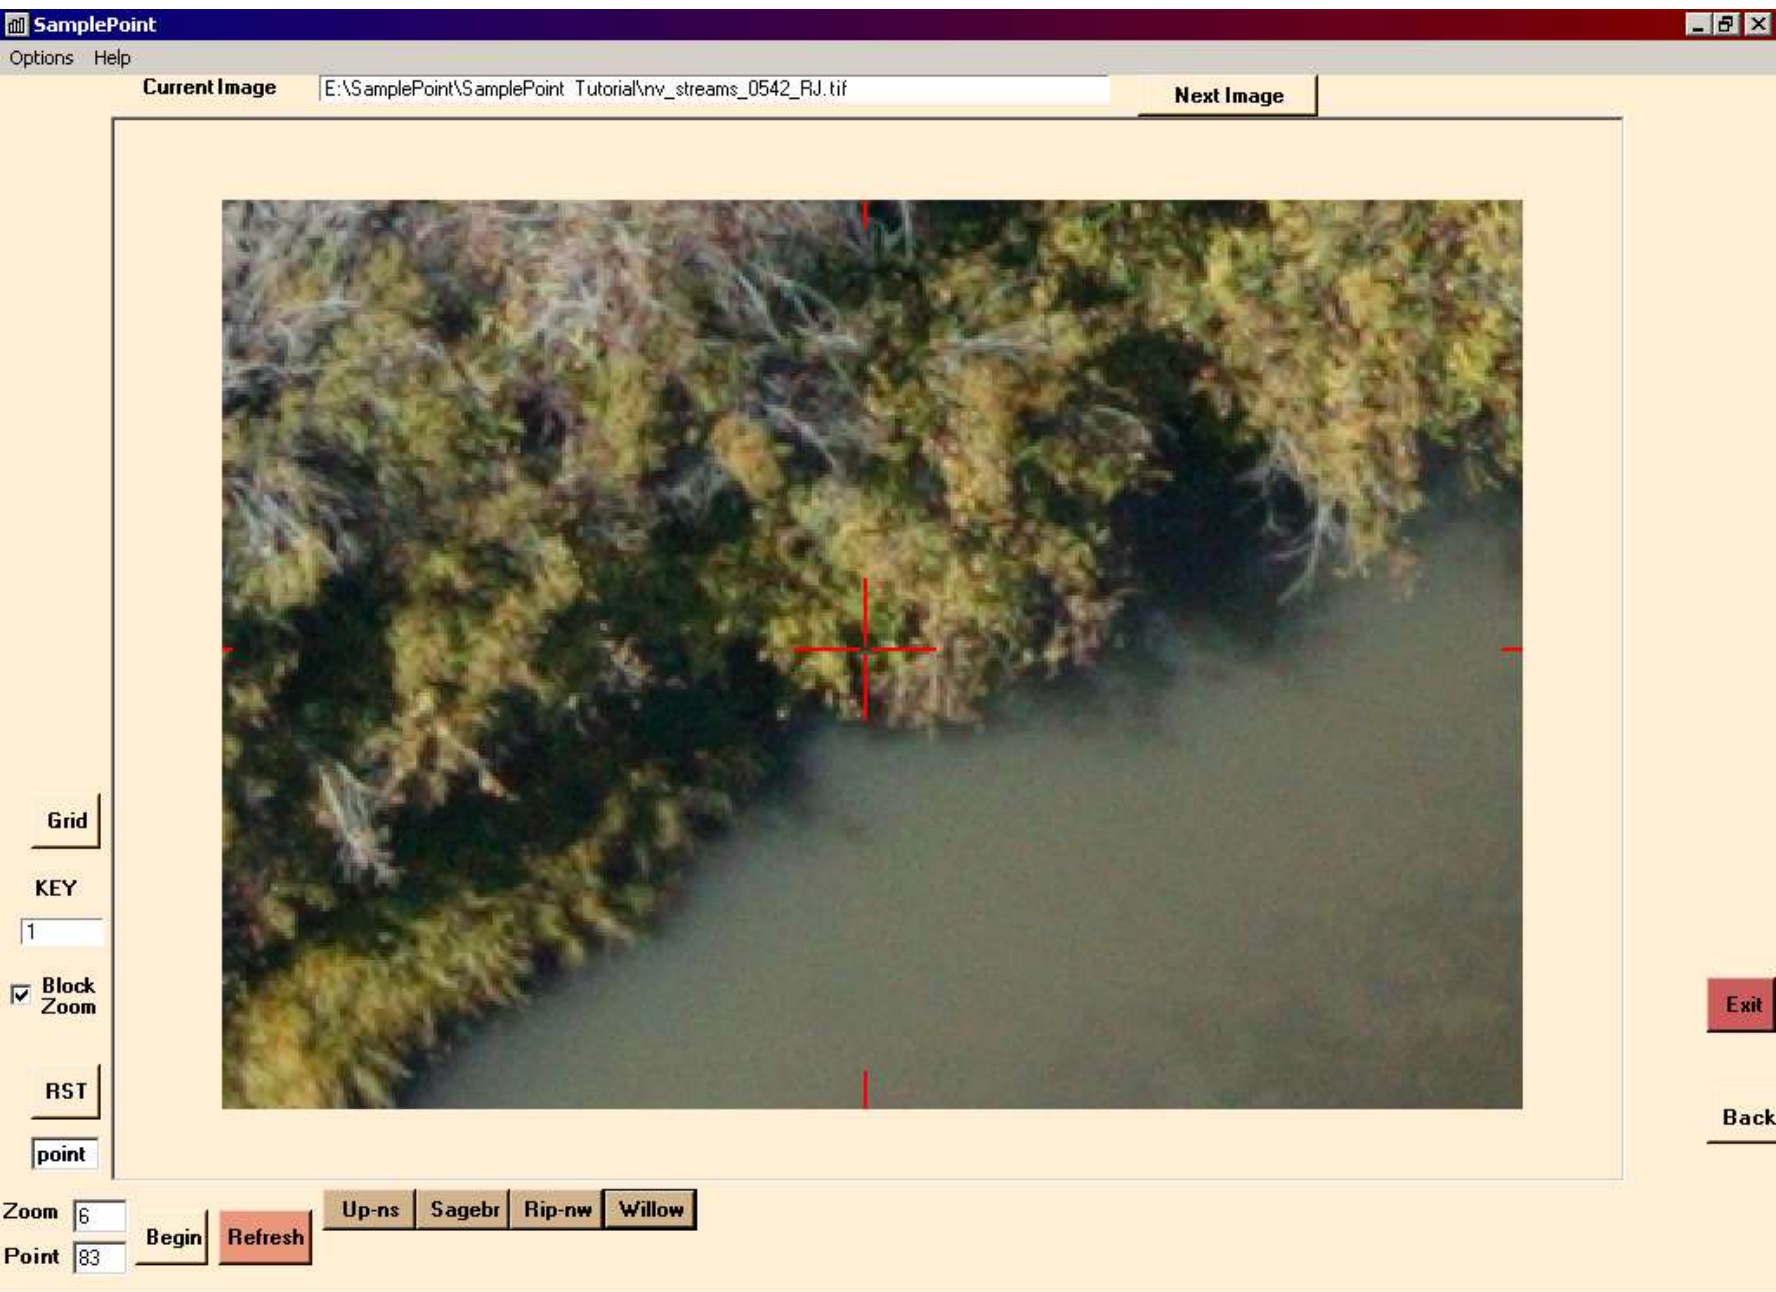 SamplePoint
Options Help
Current Image E:\SamplePoint\SamplePoint Tutorial\nv_streams_0542_RJ.tif Next Image
Grid
KEY
1
Block
Zoom
Exit
RST
Back
point
Zoom 6 Begin Refresh Up-ns Sagebr Rip-nw Willow
Point 83